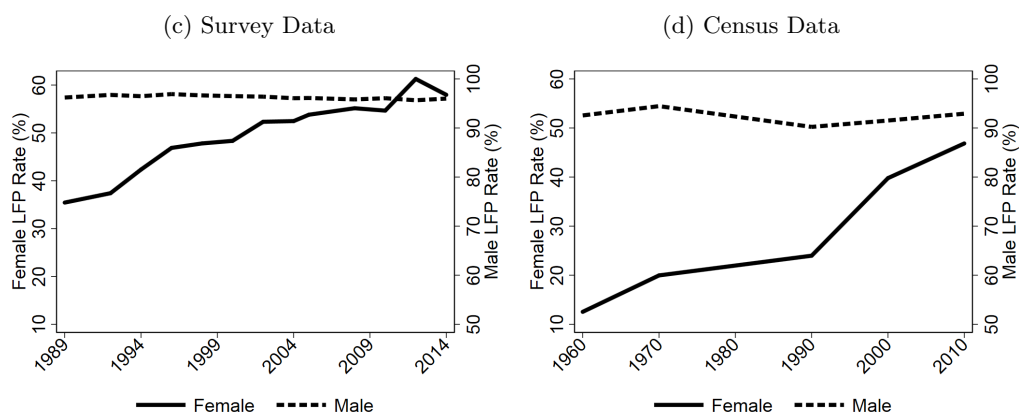 (c) Survey Data
Female LFP Rate (%)
10 20 30 40 50 60
Male LFP Rate (%)
50 60 70 80 90 100
1989 1994 1999 2004 2009 2014
Female Male
(d) Census Data
Female LFP Rate (%)
10 20 30 40 50 60
Male LFP Rate (%)
50 60 70 80 90 100
1960 1970 1980 1990 2000 2010
Female Male